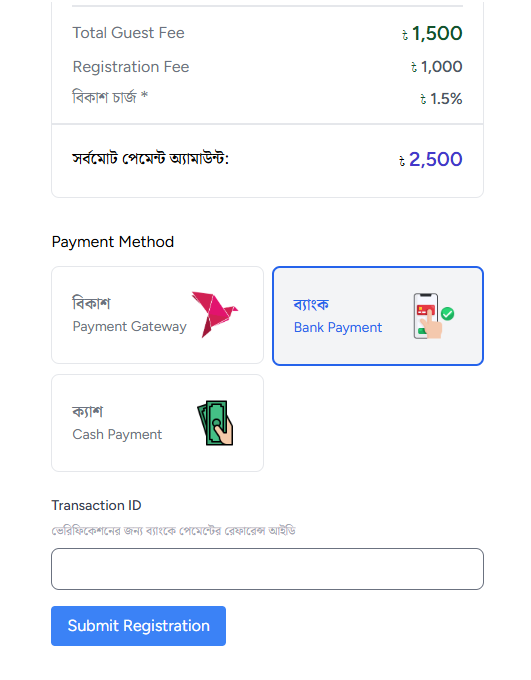 Total Guest Fee ৳ 1,500
Registration Fee ৳ 1,000
বিকাশ চার্জ * ৳ 1.5%
সর্বমোট পেমেন্ট অ্যামাউন্ট: ৳ 2,500
Payment Method
বিকাশ
Payment Gateway
ব্যাংক
Bank Payment
ক্যাশ
Cash Payment
Transaction ID
ভেরিফিকেশনের জন্য ব্যাংকে পেমেন্টের রেফারেন্স আইডি
Submit Registration